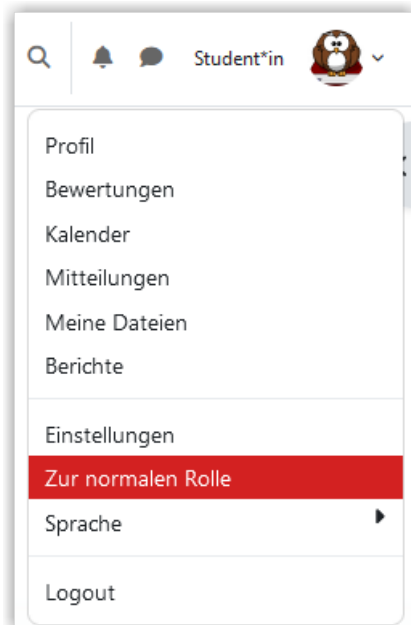 Student*in
Profil
Bewertungen
Kalender
Mitteilungen
Meine Dateien
Berichte
Einstellungen
Zur normalen Rolle
Sprache
Logout